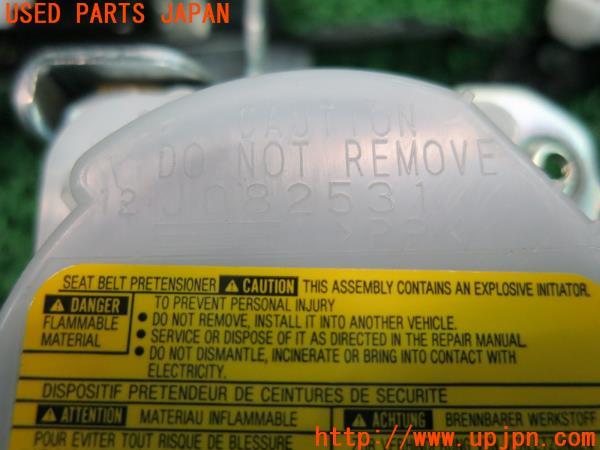 USED PARTS JAPAN
CAUTION
DO NOT REMOVE
12 J082531
>PP<
SEAT BELT PRETENSIONER ⚠ CAUTION THIS ASSEMBLY CONTAINS AN EXPLOSIVE INITIATOR.
⚠ DANGER
FLAMMABLE
MATERIAL
TO PREVENT PERSONAL INJURY
• DO NOT REMOVE, INSTALL IT INTO ANOTHER VEHICLE.
• SERVICE OR DISPOSE OF IT AS DIRECTED IN THE REPAIR MANUAL.
• DO NOT DISMANTLE, INCINERATE OR BRING INTO CONTACT WITH
ELECTRICITY.
DISPOSITIF PRETENDEUR DE CEINTURES DE SECURITE
⚠ ATTENTION MATERIAU INFLAMMABLE
⚠ ACHTUNG BRENNBARER WERKSTOFF
POUR EVITER TOUT RISQUE DE BLESSURE
http://www.upjpn.com/